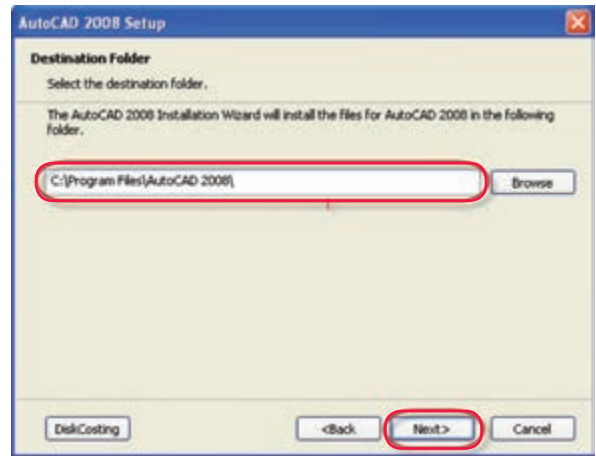 AutoCAD 2008 Setup
Destination Folder
Select the destination folder.
The AutoCAD 2008 Installation Wizard will install the files for AutoCAD 2008 in the following
folder.
C:\Program Files\AutoCAD 2008\
Browse
DiskCosting
<Back
Next>
Cancel